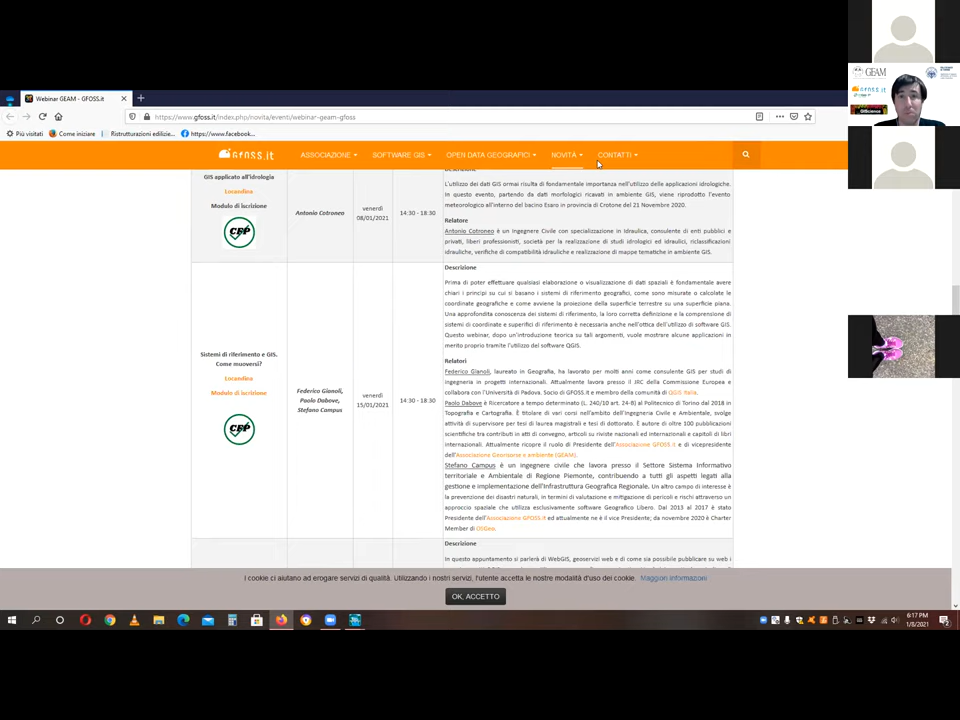 GEAM
GFOSS.it
GISscience
Webinar GEAM - GFOSS.it
https://www.gfoss.it/index.php/novita/eventi/webinar-geam-gfoss
Più visitati Come iniziare Ristrutturazioni edilizie... https://www.facebook...
GFOSS.it ASSOCIAZIONE SOFTWARE GIS OPEN DATA GEOGRAFICI NOVITÀ CONTATTI
GIS applicato all'idrologia
Locandina
Modulo di iscrizione
CFP
Antonio Cotroneo
venerdì
08/01/2021
14:30 - 18:30
Descrizione
L'utilizo dei dati GIS ormai risulta di fondamentale importanza nell'utilizzo delle applicazioni idrologiche.
In questo evento, partendo da dati morfologici ricavati in ambiente GIS, viene riprodotto l'evento
meteorologico all'interno del bacino Esaro in provincia di Crotone del 21 Novembre 2020.
Relatore
Antonio Cotroneo è un Ingegnere Civile con specializzazione in Idraulica, consulente di enti pubblici e
privati, liberi professionisti, società per la realizzazione di studi idrologici ed idraulici, riclassificazioni
idrauliche, verifiche di compatibilità idrauliche e realizzazione di mappe tematiche in ambiente GIS.
Sistemi di riferimento e GIS.
Come muoversi?
Locandina
Modulo di iscrizione
CFP
Federico Gianoli,
Paolo Dabove,
Stefano Campus
venerdì
15/01/2021
14:30 - 18:30
Descrizione
Prima di poter effettuare qualsiasi elaborazione o visualizzazione di dati spaziali è fondamentale avere
chiari i principi su cui si basano i sistemi di riferimento geografici, come sono misurate o calcolate le
coordinate geografiche e come avviene la proiezione della superficie terrestre su una superficie piana.
Una approfondita conoscenza dei sistemi di riferimento, la loro corretta definizione e la comprensione di
sistemi di coordinate e superfici di riferimento è necessaria anche nell'ottica dell'utilizzo di software GIS.
Questo webinar, dopo un'introduzione teorica su tali argomenti, vuole mostrare alcune applicazioni in
merito proprio tramite l'utilizzo del software QGIS.
Relatori
Federico Gianoli, laureato in Geografia, ha lavorato per molti anni come consulente GIS per studi di
ingegneria in progetti internazionali. Attualmente lavora presso il JRC della Commissione Europea e
collabora con l'Università di Padova. Socio di GFOSS.it e membro della comunità di QGIS Italia.
Paolo Dabove è Ricercatore a tempo determinato (L. 240/10 art. 24-B) al Politecnico di Torino dal 2018 in
Topografia e Cartografia. È titolare di vari corsi nell'ambito dell'Ingegneria Civile e Ambientale, svolge
attività di supervisore per tesi di laurea magistrali e tesi di dottorato. È autore di oltre 100 pubblicazioni
scientifiche tra contributi in atti di convegno, articoli su riviste nazionali ed internazionali e capitoli di libri
internazionali. Attualmente ricopre il ruolo di Presidente dell'Associazione GFOSS.it e di vicepresidente
dell'Associazione Georisorse e ambiente (GEAM).
Stefano Campus è un ingegnere civile che lavora presso il Settore Sistema Informativo
territoriale e Ambientale di Regione Piemonte, contribuendo a tutti gli aspetti legati alla
gestione e implementazione dell'Infrastruttura Geografica Regionale. Un altro campo di interesse è
la prevenzione dei disastri naturali, in termini di valutazione e mitigazione di pericoli e rischi attraverso un
approccio spaziale che utilizza esclusivamente software Geografico Libero. Dal 2013 al 2017 è stato
Presidente dell'Associazione GFOSS.it ed attualmente ne è il vice Presidente; da novembre 2020 è Charter
Member di OSGeo.
Descrizione
In questo appuntamento si parlerà di WebGIS, geoservizi web e di come sia possibile pubblicare su web i
I cookie ci aiutano ad erogare servizi di qualità. Utilizzando i nostri servizi, l'utente accetta le nostre modalità d'uso dei cookie. Maggiori informazioni
OK, ACCETTO
6:17 PM
1/8/2021